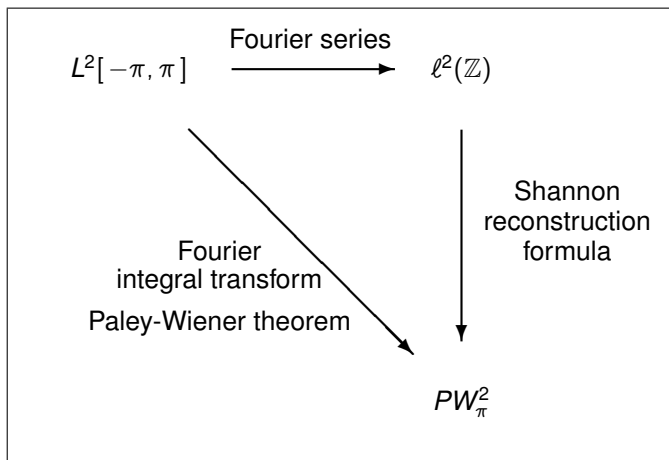 Fourier series
L²[−π, π] ℓ²(ℤ)
Shannon
reconstruction
formula
Fourier
integral transform
Paley-Wiener theorem
PW²_π